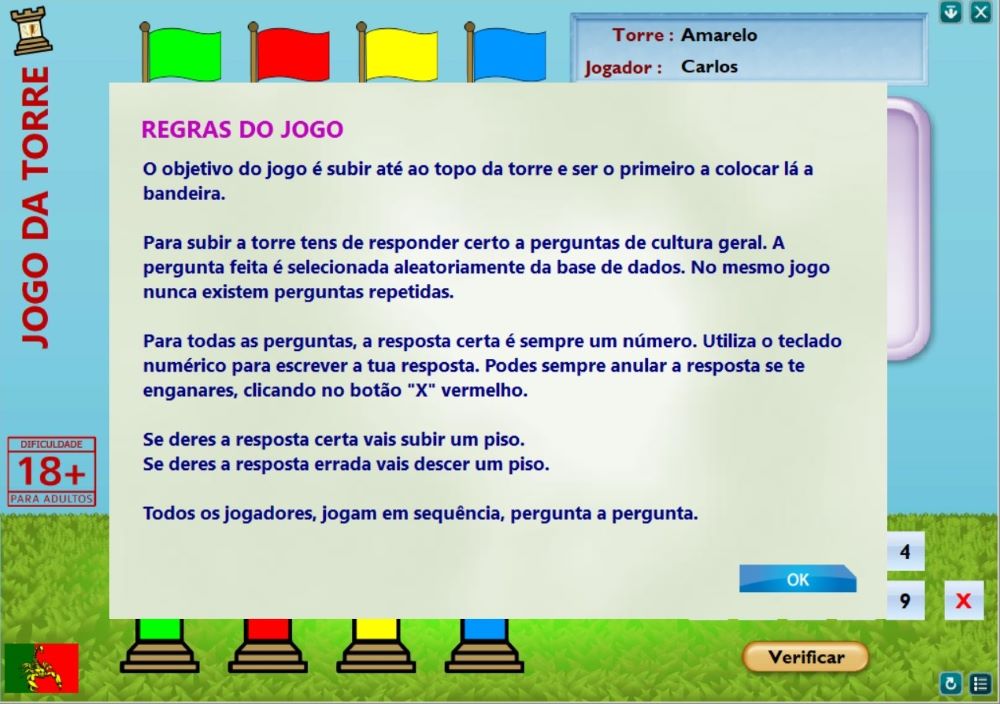 JOGO DA TORRE
Torre : Amarelo
Jogador : Carlos
REGRAS DO JOGO
O objetivo do jogo é subir até ao topo da torre e ser o primeiro a colocar lá a
bandeira.
Para subir a torre tens de responder certo a perguntas de cultura geral. A
pergunta feita é selecionada aleatoriamente da base de dados. No mesmo jogo
nunca existem perguntas repetidas.
Para todas as perguntas, a resposta certa é sempre um número. Utiliza o teclado
numérico para escrever a tua resposta. Podes sempre anular a resposta se te
enganares, clicando no botão "X" vermelho.
Se deres a resposta certa vais subir um piso.
Se deres a resposta errada vais descer um piso.
Todos os jogadores, jogam em sequência, pergunta a pergunta.
OK
DIFICULDADE
18+
PARA ADULTOS
4
9
X
Verificar